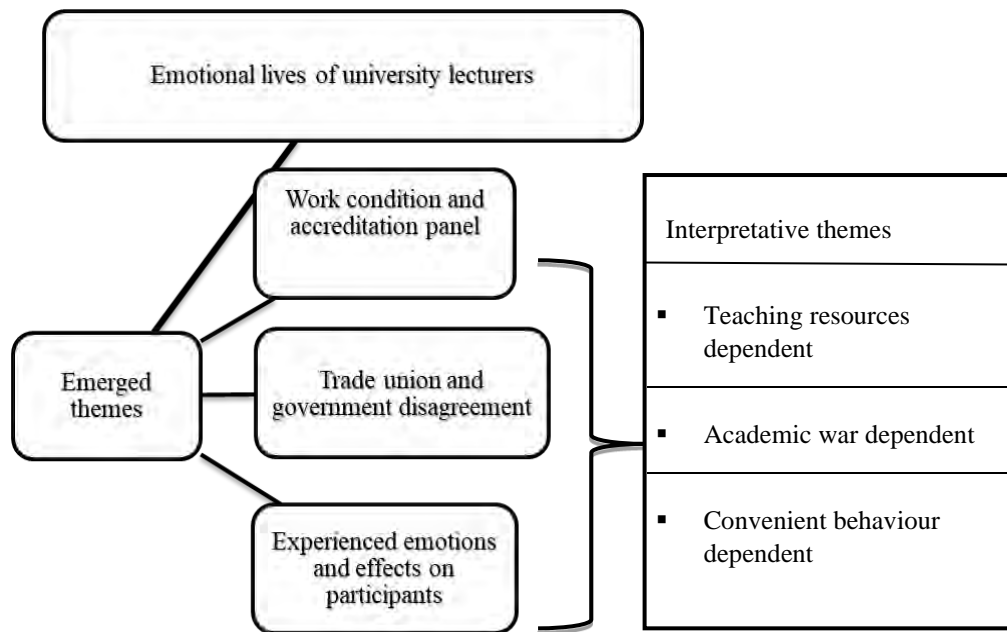 Emotional lives of university lecturers
Work condition and
accreditation panel
Emerged
themes
Trade union and
government disagreement
Experienced emotions
and effects on
participants
Interpretative themes
▪ Teaching resources
dependent
▪ Academic war dependent
▪ Convenient behaviour
dependent